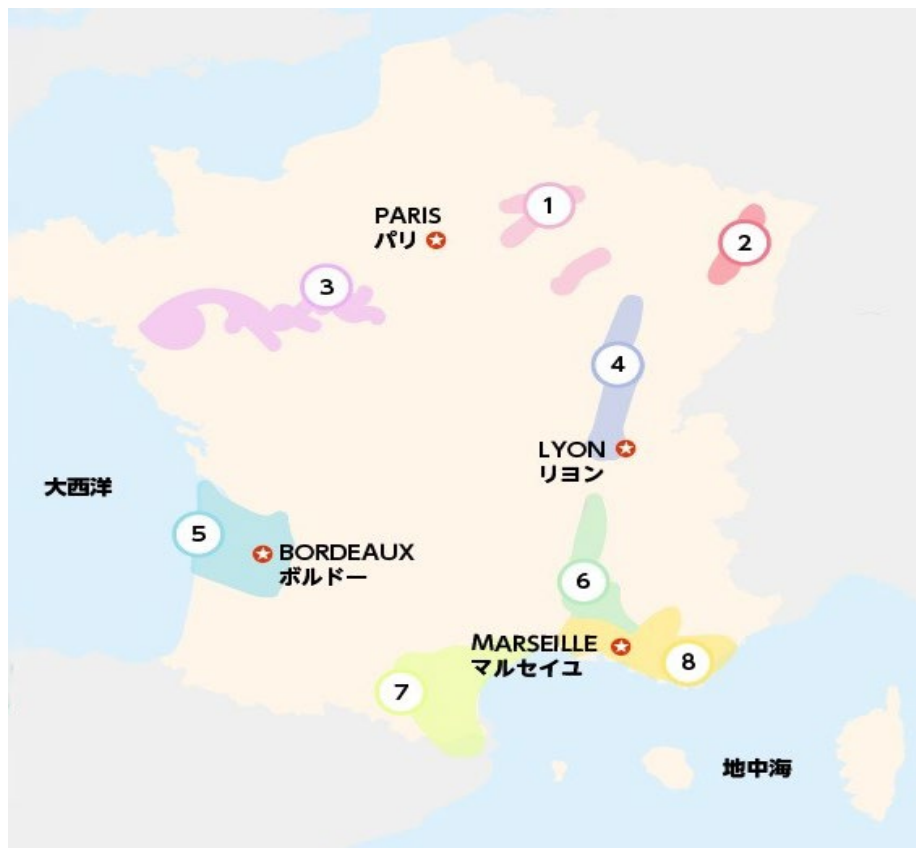 1
PARIS
パリ
2
3
4
LYON
リヨン
大西洋
5
BORDEAUX
ボルドー
6
MARSEILLE
マルセイユ
8
7
地中海